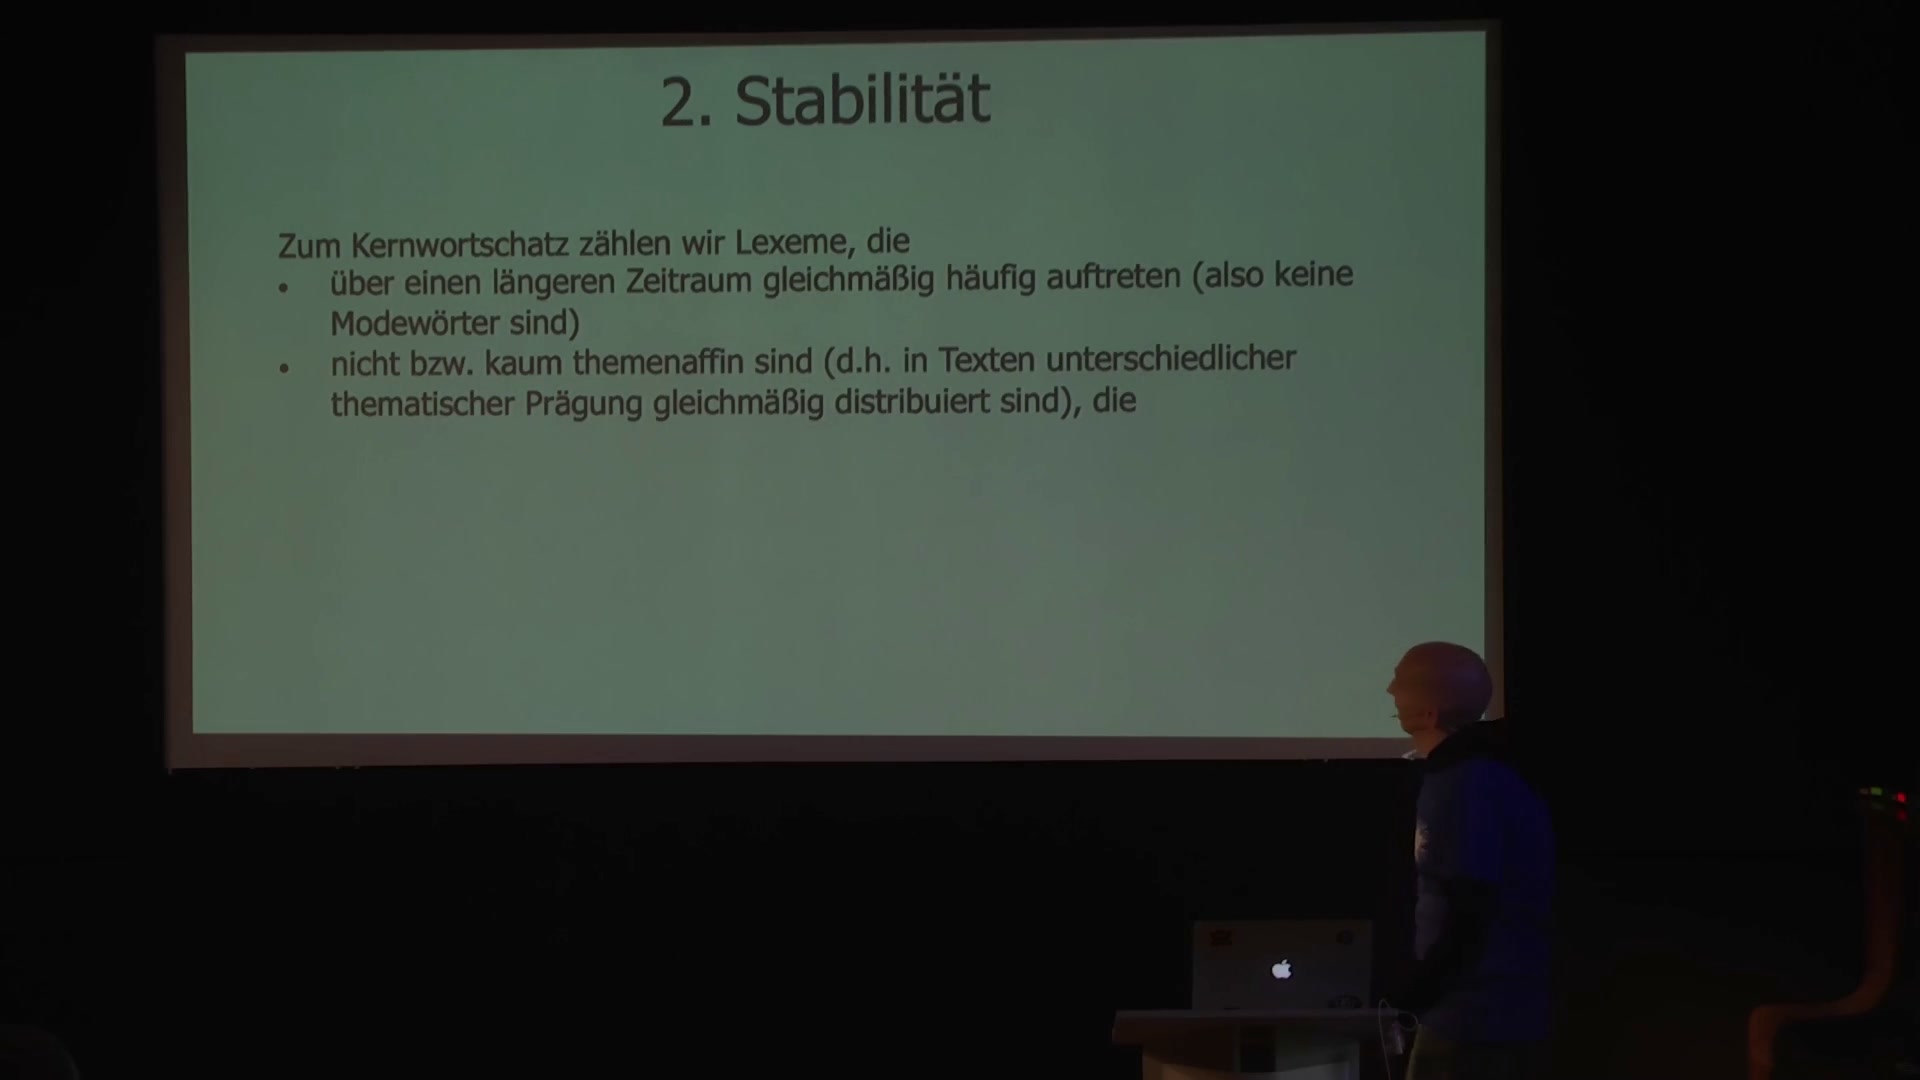 2. Stabilität
Zum Kernwortschatz zählen wir Lexeme, die
• über einen längeren Zeitraum gleichmäßig häufig auftreten (also keine
Modewörter sind)
• nicht bzw. kaum themenaffin sind (d.h. in Texten unterschiedlicher
thematischer Prägung gleichmäßig distribuiert sind), die